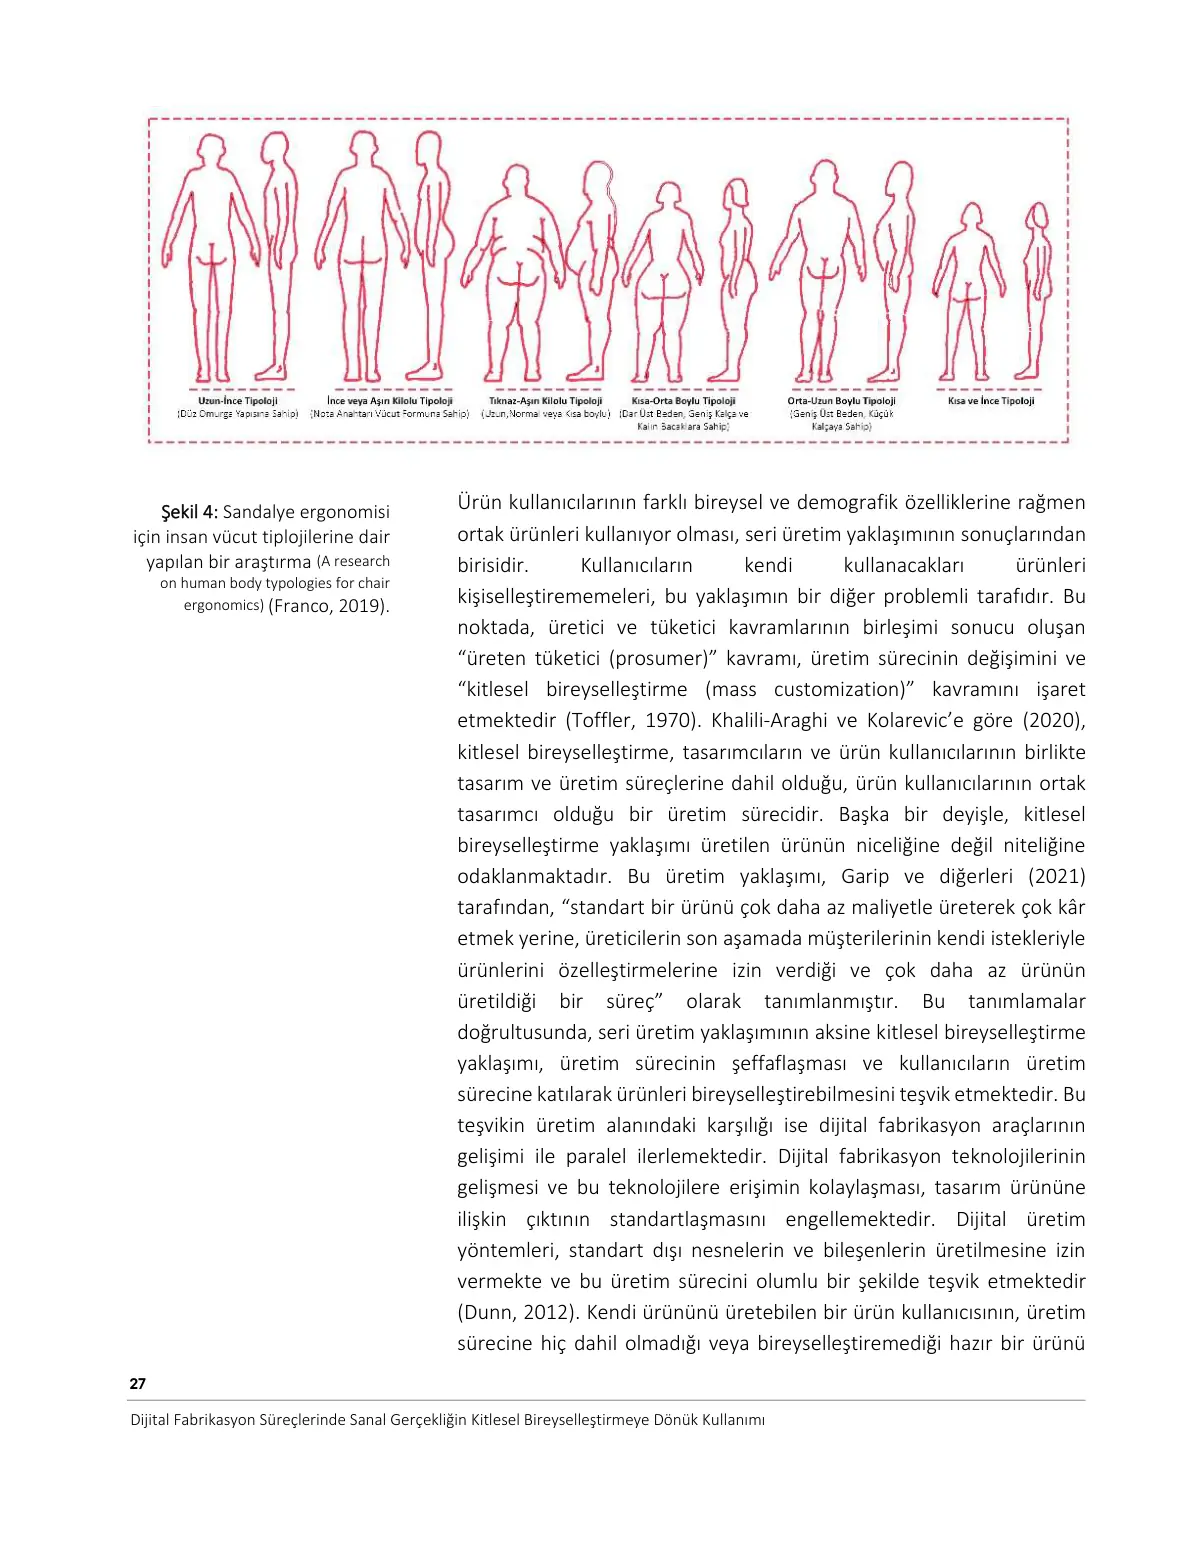 Uzun-İnce Tipoloji
(Düz Omurga Yapısına Sahip)
İnce veya Aşırı Kilolu Tipoloji
(Nota Anahtarı Vücut Formuna Sahip)
Tıknaz-Aşırı Kilolu Tipoloji
(Uzun,Normal veya Kısa boylu)
Kısa-Orta Boylu Tipoloji
(Dar Üst Beden, Geniş Kalça ve
Kalın Bacaklara Sahip)
Orta-Uzun Boylu Tipoloji
(Geniş Üst Beden, Küçük
Kalçaya Sahip)
Kısa ve İnce Tipoloji
Şekil 4: Sandalye ergonomisi
için insan vücut tiplojilerine dair
yapılan bir araştırma (A research
on human body typologies for chair
ergonomics) (Franco, 2019).
Ürün kullanıcılarının farklı bireysel ve demografik özelliklerine rağmen
ortak ürünleri kullanıyor olması, seri üretim yaklaşımının sonuçlarından
birisidir. Kullanıcıların kendi kullanacakları ürünleri
kişiselleştirememeleri, bu yaklaşımın bir diğer problemli tarafıdır. Bu
noktada, üretici ve tüketici kavramlarının birleşimi sonucu oluşan
“üreten tüketici (prosumer)” kavramı, üretim sürecinin değişimini ve
“kitlesel bireyselleştirme (mass customization)” kavramını işaret
etmektedir (Toffler, 1970). Khalili-Araghi ve Kolarevic’e göre (2020),
kitlesel bireyselleştirme, tasarımcıların ve ürün kullanıcılarının birlikte
tasarım ve üretim süreçlerine dahil olduğu, ürün kullanıcılarının ortak
tasarımcı olduğu bir üretim sürecidir. Başka bir deyişle, kitlesel
bireyselleştirme yaklaşımı üretilen ürünün niceliğine değil niteliğine
odaklanmaktadır. Bu üretim yaklaşımı, Garip ve diğerleri (2021)
tarafından, “standart bir ürünü çok daha az maliyetle üreterek çok kâr
etmek yerine, üreticilerin son aşamada müşterilerinin kendi istekleriyle
ürünlerini özelleştirmelerine izin verdiği ve çok daha az ürünün
üretildiği bir süreç” olarak tanımlanmıştır. Bu tanımlamalar
doğrultusunda, seri üretim yaklaşımının aksine kitlesel bireyselleştirme
yaklaşımı, üretim sürecinin şeffaflaşması ve kullanıcıların üretim
sürecine katılarak ürünleri bireyselleştirebilmesini teşvik etmektedir. Bu
teşvikin üretim alanındaki karşılığı ise dijital fabrikasyon araçlarının
gelişimi ile paralel ilerlemektedir. Dijital fabrikasyon teknolojilerinin
gelişmesi ve bu teknolojilere erişimin kolaylaşması, tasarım ürününe
ilişkin çıktının standartlaşmasını engellemektedir. Dijital üretim
yöntemleri, standart dışı nesnelerin ve bileşenlerin üretilmesine izin
vermekte ve bu üretim sürecini olumlu bir şekilde teşvik etmektedir
(Dunn, 2012). Kendi ürününü üretebilen bir ürün kullanıcısının, üretim
sürecine hiç dahil olmadığı veya bireyselleştiremediği hazır bir ürünü
27
Dijital Fabrikasyon Süreçlerinde Sanal Gerçekliğin Kitlesel Bireyselleştirmeye Dönük Kullanımı